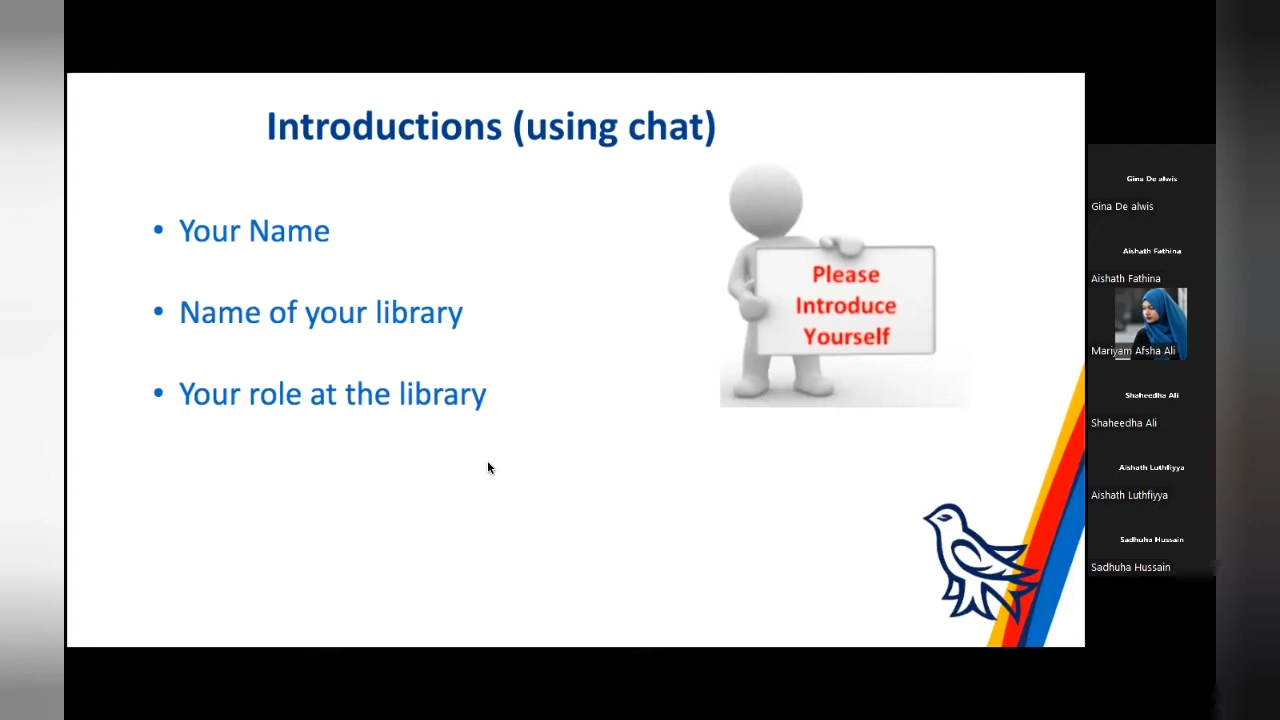 Introductions (using chat)
• Your Name
• Name of your library
• Your role at the library
Please
Introduce
Yourself
Gina De alwis
Gina De alwis
Aishath Fathina
Aishath Fathina
Mariyam Afsha Ali
Shaheedha Ali
Shaheedha Ali
Aishath Luthfiyya
Aishath Luthfiyya
Sadhuha Hussain
Sadhuha Hussain